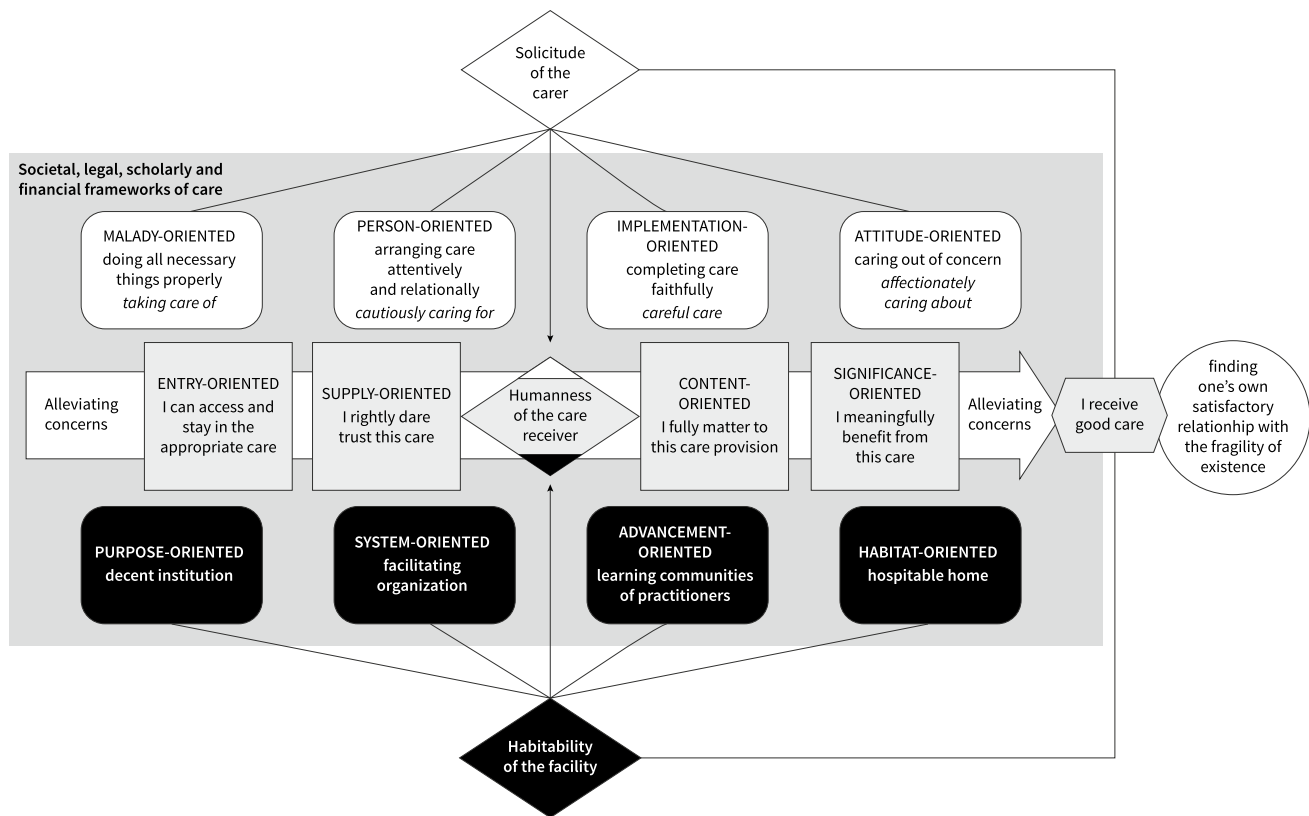 Solicitude
of the
carer
Societal, legal, scholarly and
financial frameworks of care
MALADY-ORIENTED
doing all necessary
things properly
taking care of
PERSON-ORIENTED
arranging care
attentively
and relationally
cautiously caring for
IMPLEMENTATION-
ORIENTED
completing care
faithfully
careful care
ATTITUDE-ORIENTED
caring out of concern
affectionately
caring about
Alleviating
concerns
ENTRY-ORIENTED
I can access and
stay in the
appropriate care
SUPPLY-ORIENTED
I rightly dare
trust this care
Humanness
of the care
receiver
CONTENT-
ORIENTED
I fully matter to
this care provision
SIGNIFICANCE-
ORIENTED
I meaningfully
benefit from
this care
Alleviating
concerns
I receive
good care
finding
one’s own
satisfactory
relationship with
the fragility of
existence
PURPOSE-ORIENTED
decent institution
SYSTEM-ORIENTED
facilitating
organization
ADVANCEMENT-
ORIENTED
learning communities
of practitioners
HABITAT-ORIENTED
hospitable home
Habitability
of the facility